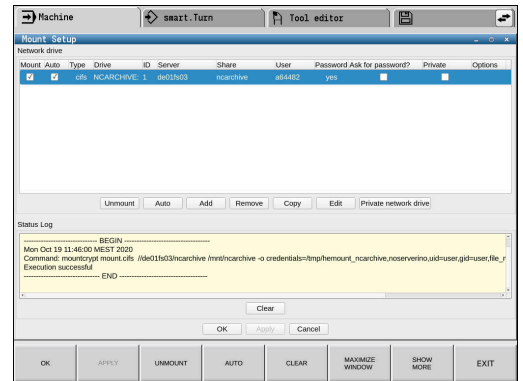 Machine
smart.Turn
Tool editor
Mount Setup
Network drive
Mount Auto Type Drive ID Server Share User Password Ask for password? Private Options
cifs NCARCHIVE: 1 de01fs03 ncarchive a64482 yes
Unmount Auto Add Remove Copy Edit Private network drive
Status Log
---------------------------------- BEGIN ----------------------------------
Mon Oct 19 11:46:00 MEST 2020
Command: mountcrypt mount.cifs //de01fs03/ncarchive /mnt/ncarchive -o credentials=/tmp/hemount_ncarchive,noserverino,uid=user,gid=user,file_r
Execution successful
---------------------------------- END ----------------------------------
Clear
OK Apply Cancel
OK APPLY UNMOUNT AUTO CLEAR MAXIMIZE WINDOW SHOW MORE EXIT